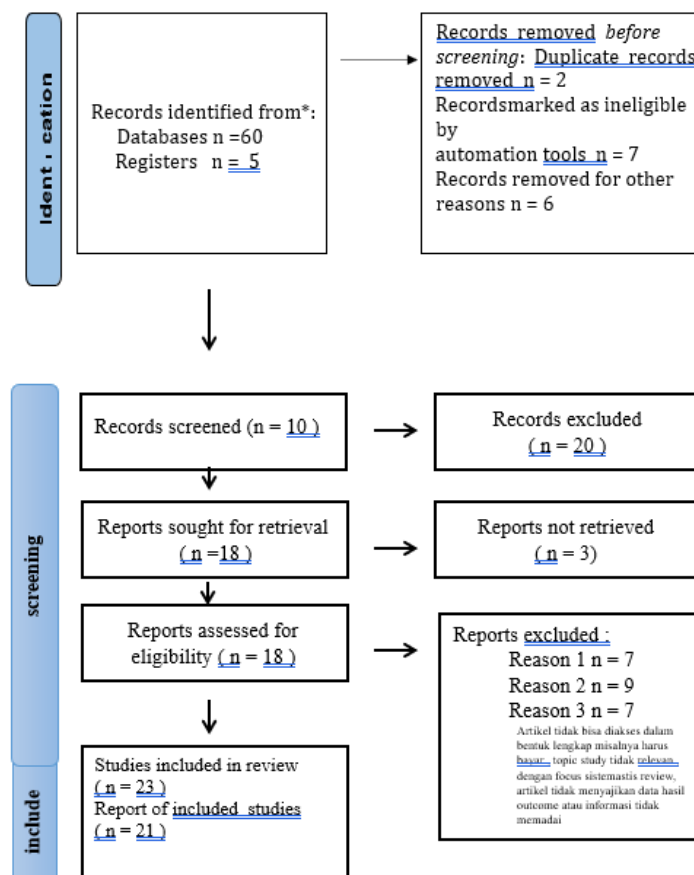 Ident . cation
Records identified from*:
Databases n =60
Registers n = 5
Records removed before
screening: Duplicate records
removed n = 2
Recordsmarked as ineligible
by
automation tools n = 7
Records removed for other
reasons n = 6
screening
Records screened (n = 10 )
Records excluded
( n = 20 )
Reports sought for retrieval
( n =18 )
Reports not retrieved
( n = 3)
Reports assessed for
eligibility ( n = 18 )
Reports excluded :
Reason 1 n = 7
Reason 2 n = 9
Reason 3 n = 7
Artikel tidak bisa diakses dalam
bentuk lengkap misalnya harus
bayar, topic study tidak relevan
dengan focus sistemastis review,
artikel tidak menyajikan data hasil
outcome atau informasi tidak
memadai
include
Studies included in review
( n = 23 )
Report of included studies
( n = 21 )